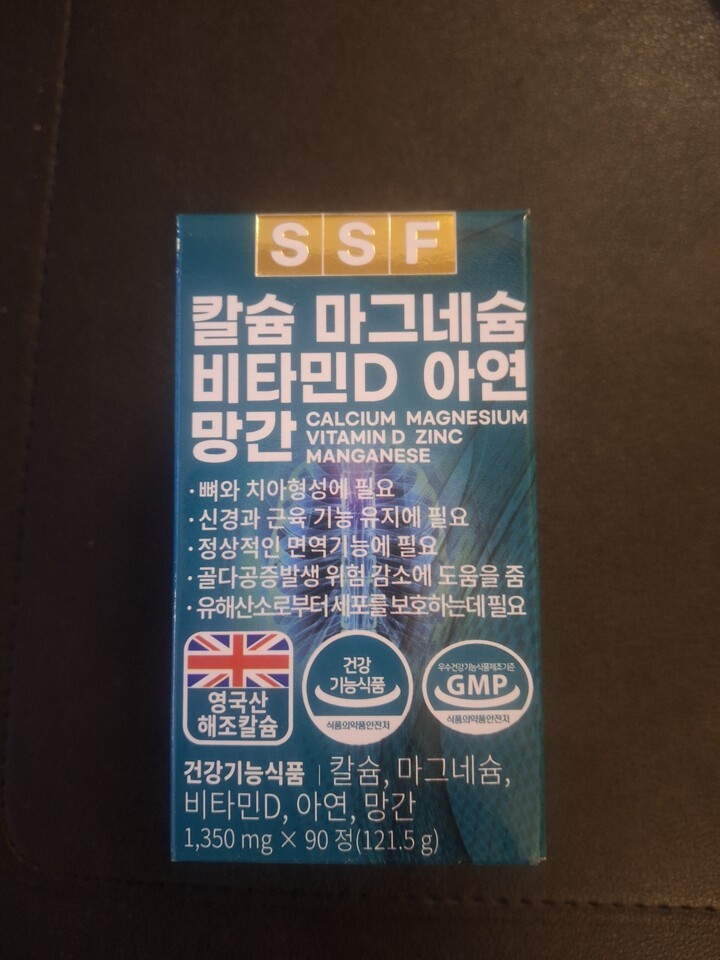 SSF
칼슘 마그네슘
비타민D 아연
망간
CALCIUM MAGNESIUM
VITAMIN D ZINC
MANGANESE
· 뼈와 치아형성에 필요
· 신경과 근육 기능 유지에 필요
· 정상적인 면역기능에 필요
· 골다공증발생 위험 감소에 도움을 줌
· 유해산소로부터 세포를 보호하는데 필요
영국산
해조칼슘
건강
기능식품
식품의약품안전처
우수건강기능식품제조기준
GMP
식품의약품안전처
건강기능식품 | 칼슘, 마그네슘,
비타민D, 아연, 망간
1,350 mg × 90 정(121.5 g)